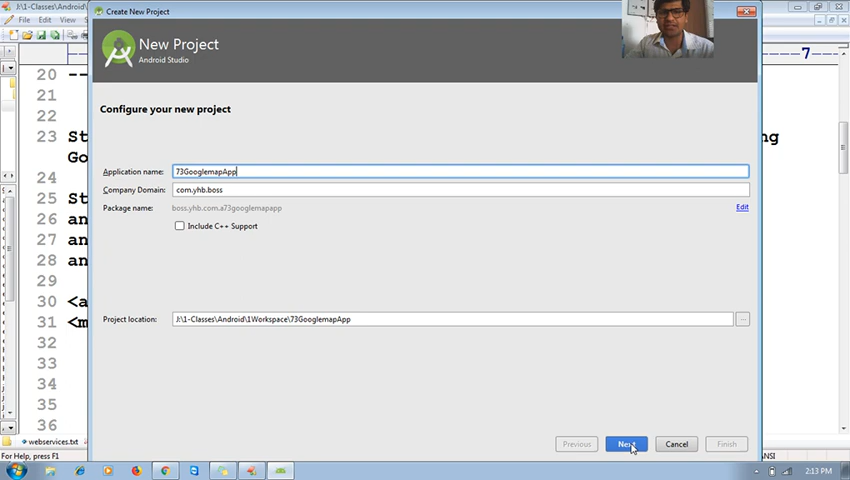 J:\1-Classes\Android\
Create New Project
File Edit View S
New Project
Android Studio
7
20
--
21
Configure your new project
22
23
St
ng
Go
Application name:
73GooglemapApp
24
Company Domain:
com.yhb.boss
25
St
Package name:
boss.yhb.com.a73googlemapapp
Edit
26
an
Include C++ Support
27
an
28
an
29
30
<a
Project location:
J:\1-Classes\Android\1Workspace\73GooglemapApp
...
31
<m
32
33
34
35
36
webservices.txt
Previous
Next
Cancel
Finish
For Help, press F1
ANSI
2:13 PM